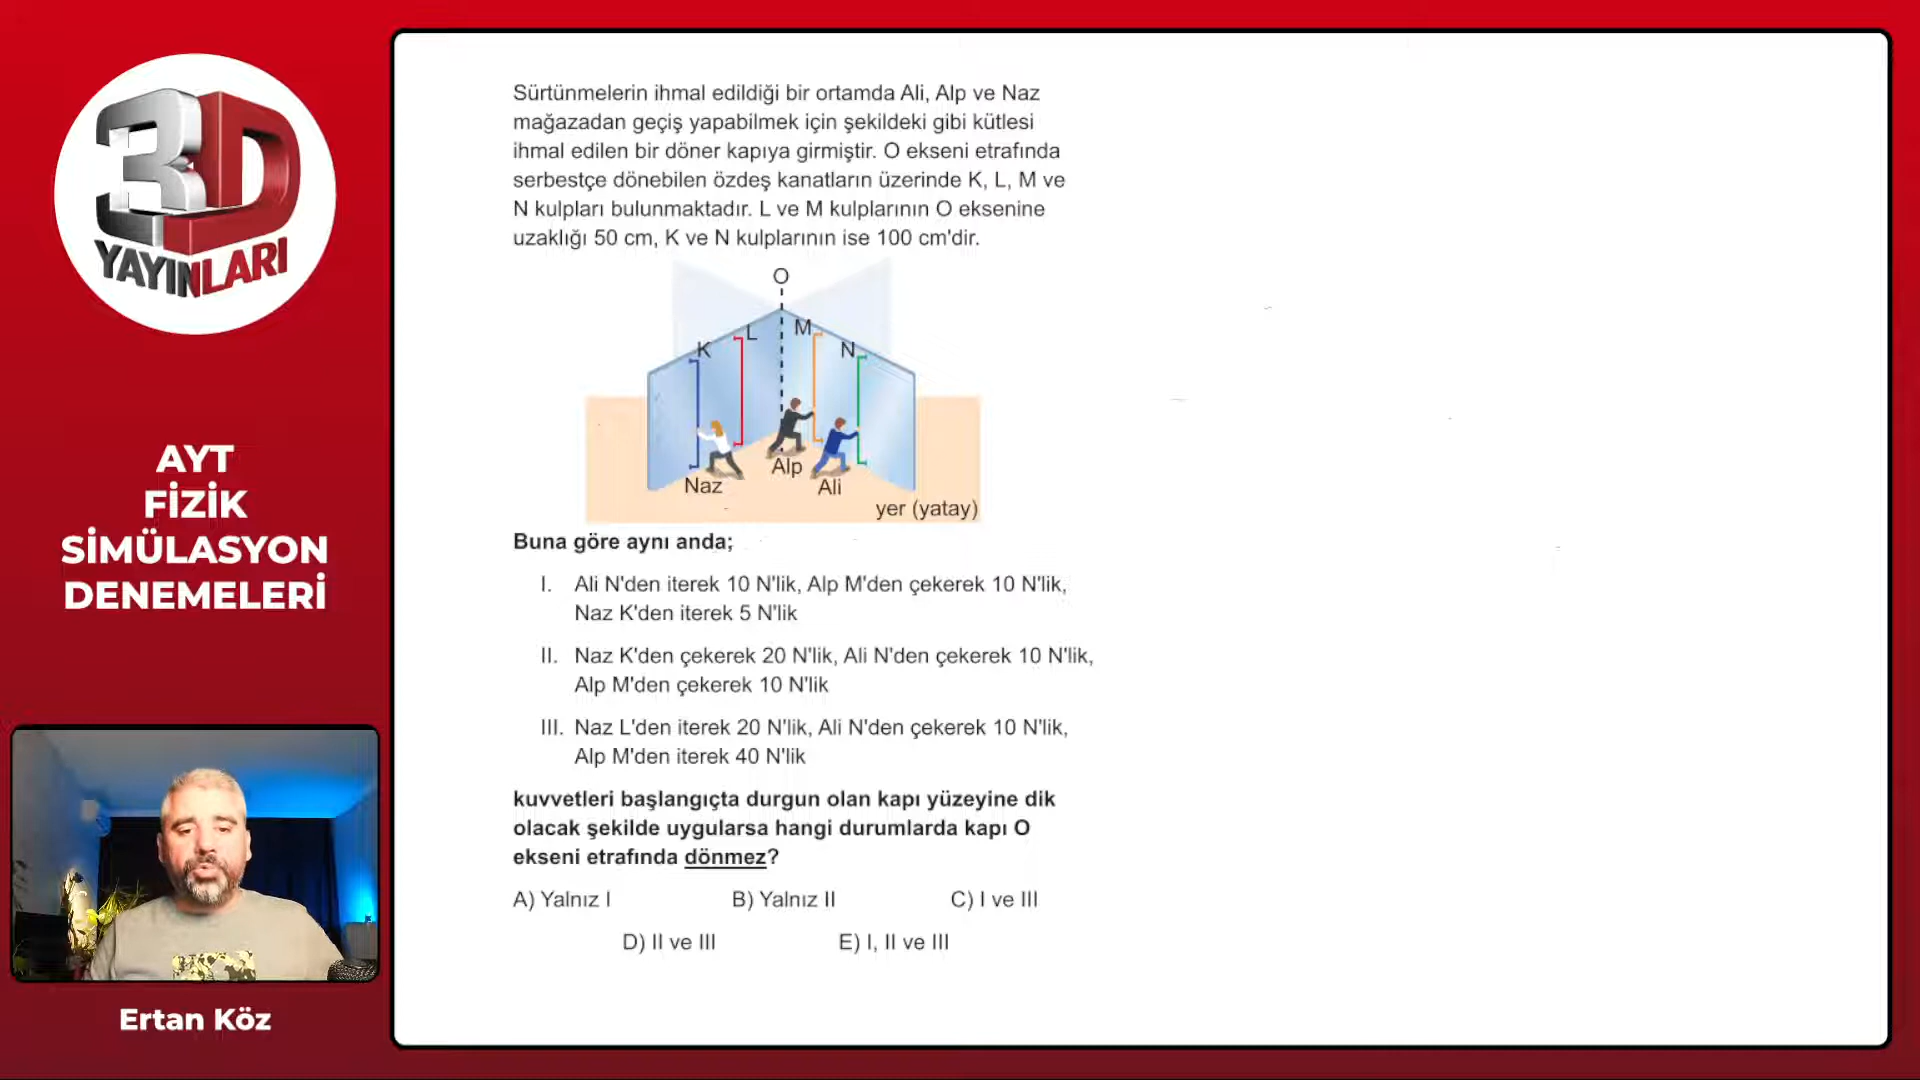 3D
YAYINLARI
AYT
FİZİK
SİMÜLASYON
DENEMELERİ
Ertan Köz
Sürtünmelerin ihmal edildiği bir ortamda Ali, Alp ve Naz
mağazadan geçiş yapabilmek için şekildeki gibi kütlesi
ihmal edilen bir döner kapıya girmiştir. O ekseni etrafında
serbestçe dönebilen özdeş kanatların üzerinde K, L, M ve
N kulpları bulunmaktadır. L ve M kulplarının O eksenine
uzaklığı 50 cm, K ve N kulplarının ise 100 cm'dir.
O
L M
K N
Alp
Naz Ali
yer (yatay)
Buna göre aynı anda;
I. Ali N'den iterek 10 N'lik, Alp M'den çekerek 10 N'lik,
Naz K'den iterek 5 N'lik
II. Naz K'den çekerek 20 N'lik, Ali N'den çekerek 10 N'lik,
Alp M'den çekerek 10 N'lik
III. Naz L'den iterek 20 N'lik, Ali N'den çekerek 10 N'lik,
Alp M'den iterek 40 N'lik
kuvvetleri başlangıçta durgun olan kapı yüzeyine dik
olacak şekilde uygularsa hangi durumlarda kapı O
ekseni etrafında dönmez?
A) Yalnız I B) Yalnız II C) I ve III
D) II ve III E) I, II ve III